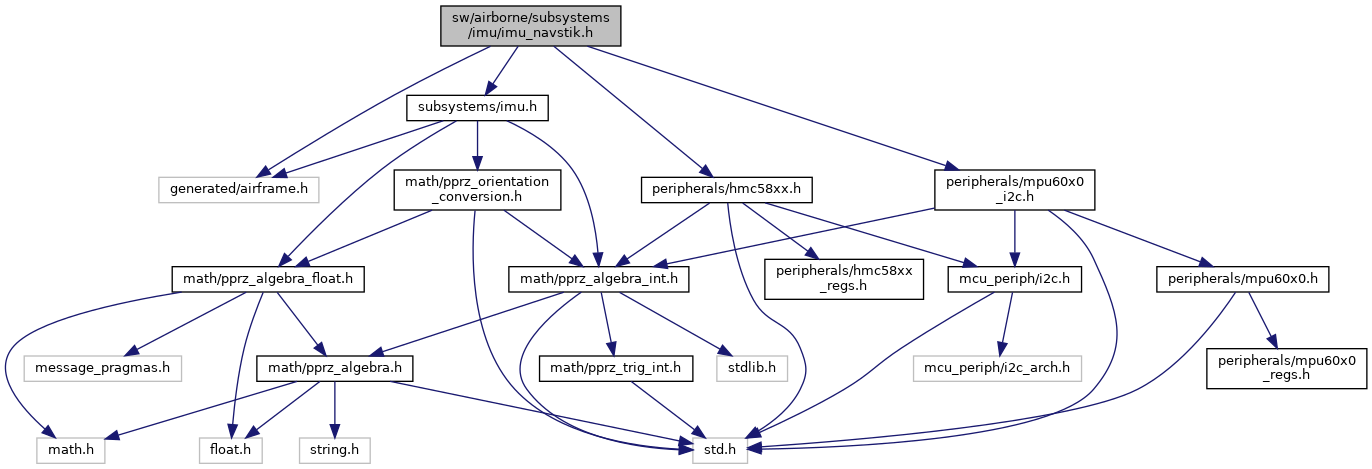 sw/airborne/subsystems
/imu/imu_navstik.h
subsystems/imu.h
generated/airframe.h
math/pprz_orientation
_conversion.h
peripherals/hmc58xx.h
peripherals/mpu60x0
_i2c.h
math/pprz_algebra_float.h
math/pprz_algebra_int.h
peripherals/hmc58xx
_regs.h
mcu_periph/i2c.h
peripherals/mpu60x0.h
message_pragmas.h
math/pprz_algebra.h
math/pprz_trig_int.h
stdlib.h
mcu_periph/i2c_arch.h
peripherals/mpu60x0
_regs.h
math.h
float.h
string.h
std.h